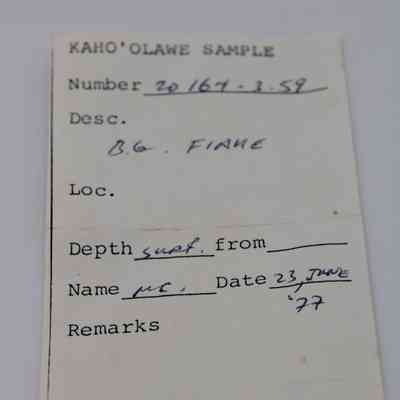 KAHO'OLAWE SAMPLE
Number 20 164-3.59
Desc.
B.G. FLAKE
Loc.
Depth surf. from
Name MC. Date 23, JUNE
'77
Remarks